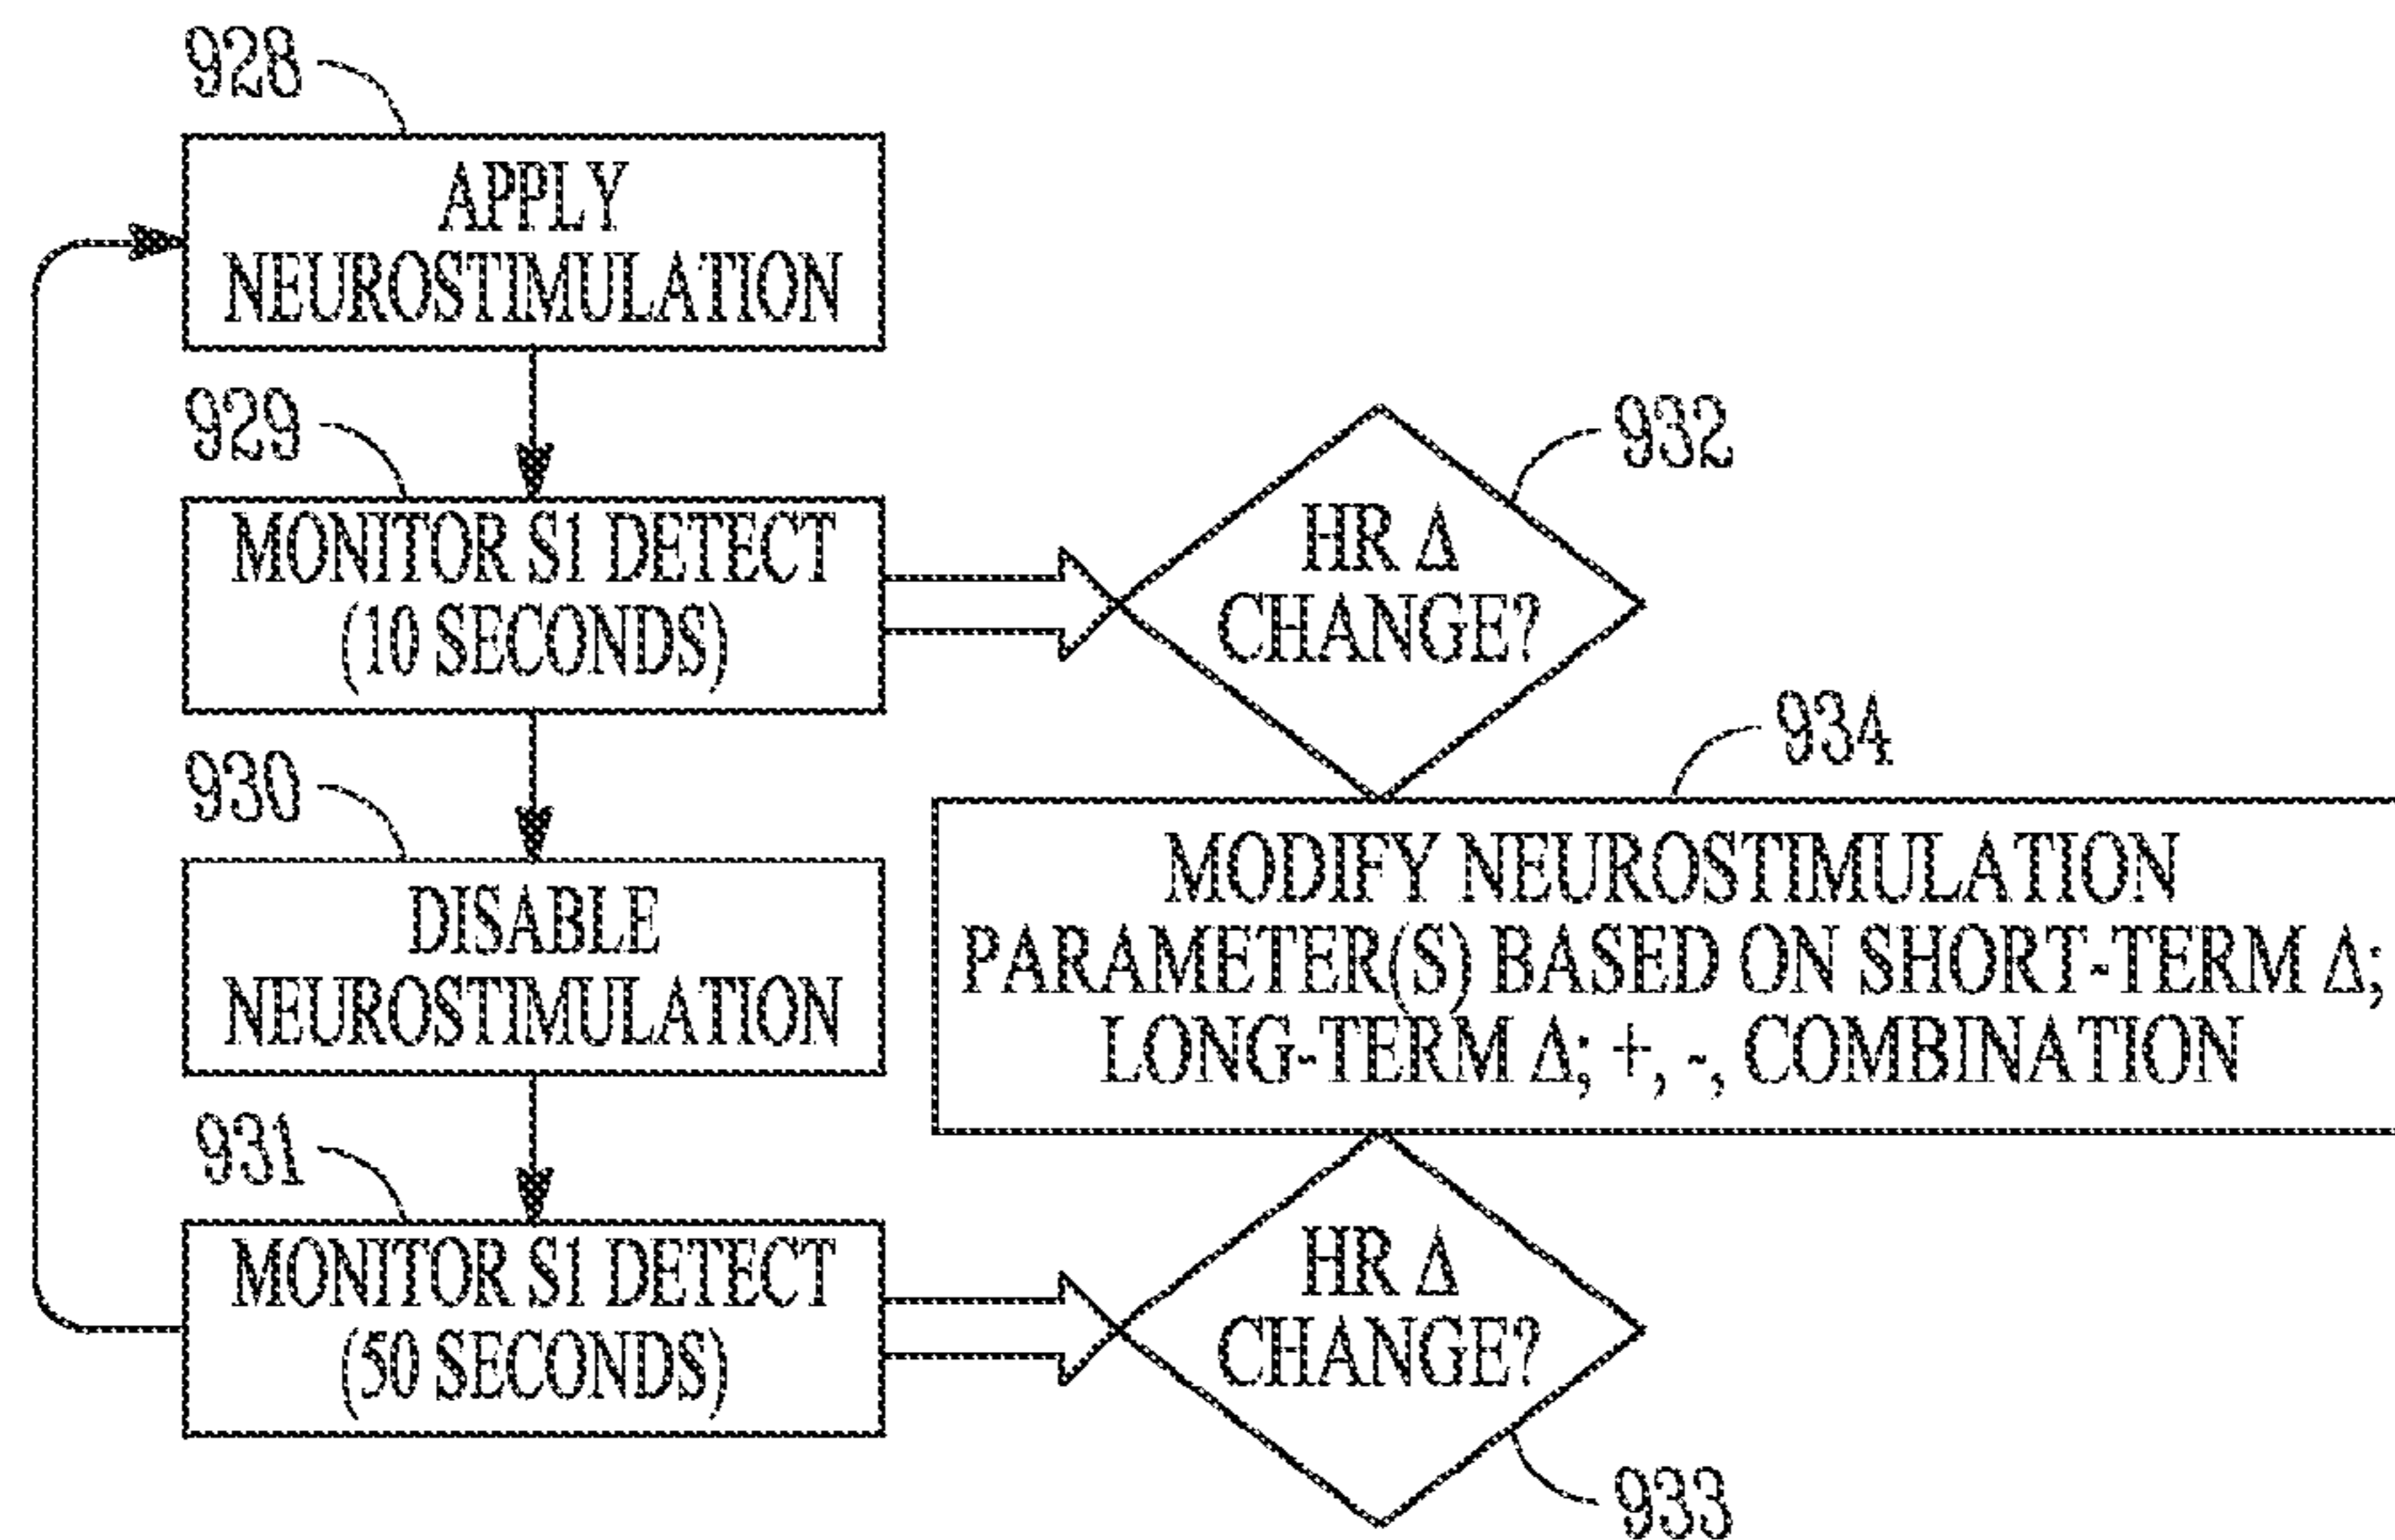 928
APPLY
NEUROSTIMULATION
929
MONITOR S1 DETECT
(10 SECONDS)
932
HR Δ
CHANGE?
930
DISABLE
NEUROSTIMULATION
934
MODIFY NEUROSTIMULATION
PARAMETER(S) BASED ON SHORT-TERM Δ;
LONG-TERM Δ; +, -, COMBINATION
931
MONITOR S1 DETECT
(50 SECONDS)
HR Δ
CHANGE?
933